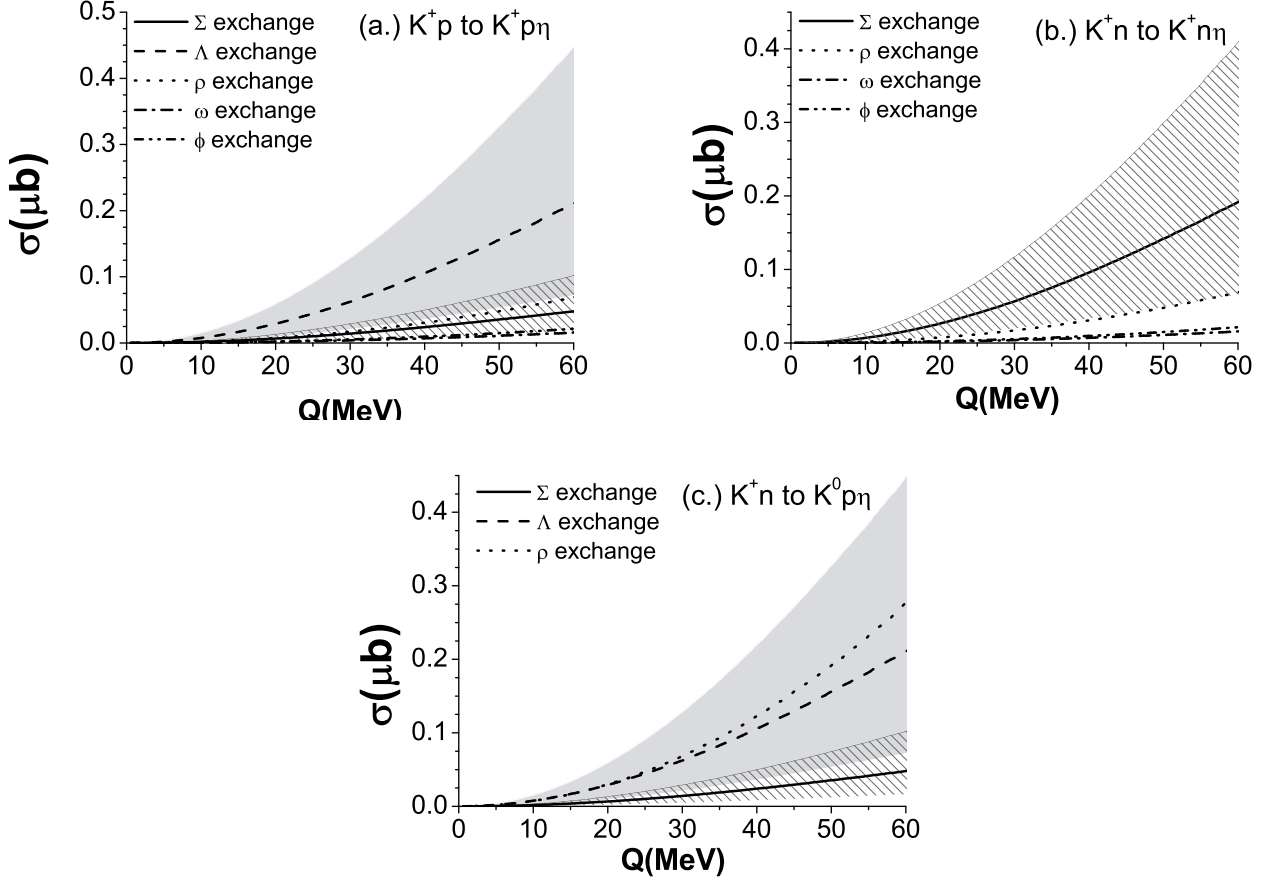 (a.) K⁺p to K⁺pη
Σ exchange
Λ exchange
ρ exchange
ω exchange
ϕ exchange
0.5
0.4
0.3
0.2
0.1
0.0
σ(μb)
0 10 20 30 40 50 60
Q(MeV)
(b.) K⁺n to K⁺nη
Σ exchange
ρ exchange
ω exchange
ϕ exchange
0.4
0.3
0.2
0.1
0.0
σ(μb)
0 10 20 30 40 50 60
Q(MeV)
(c.) K⁺n to K⁰pη
Σ exchange
Λ exchange
ρ exchange
0.4
0.3
0.2
0.1
0.0
σ(μb)
0 10 20 30 40 50 60
Q(MeV)